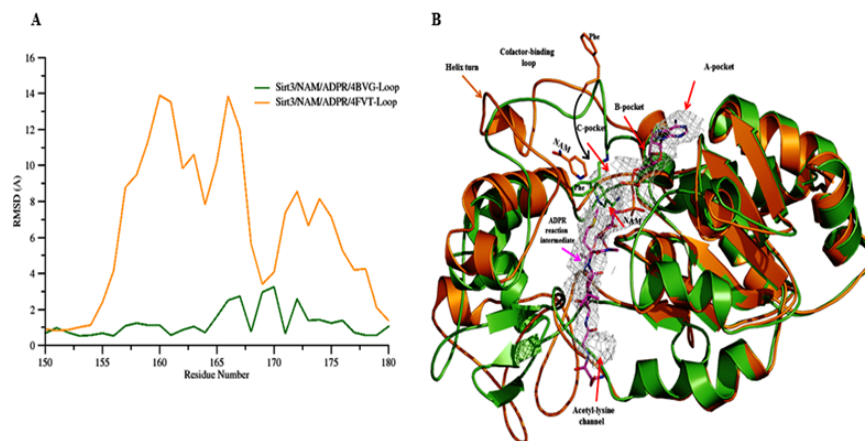 A
16
14
12
10
8
6
4
2
0
RMSD (A)
150
155
160
165
170
175
180
Residue Number
Sirt3/NAM/ADPR/4BVG-Loop
Sirt3/NAM/ADPR/4FVT-Loop
B
Phe
Cofactor-binding
loop
Helix turn
A-pocket
B-pocket
C-pocket
NAM
Phe
NAM
ADPR
reaction
intermediate
Acetyl-lysine
channel